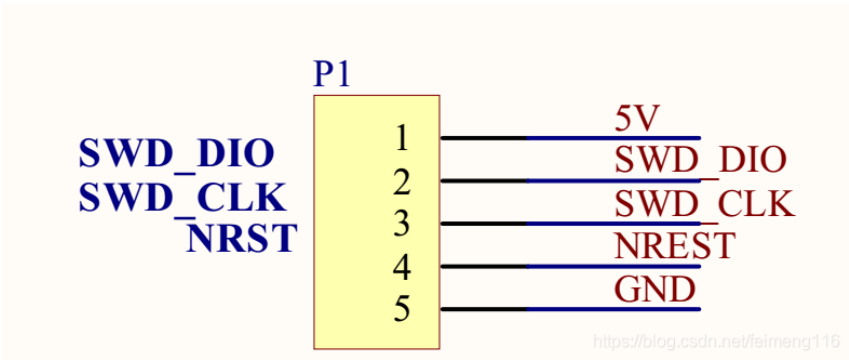 P1
SWD_DIO
SWD_CLK
NRST
1 5V
2 SWD_DIO
3 SWD_CLK
4 NREST
5 GND
https://blog.csdn.net/feimeng116